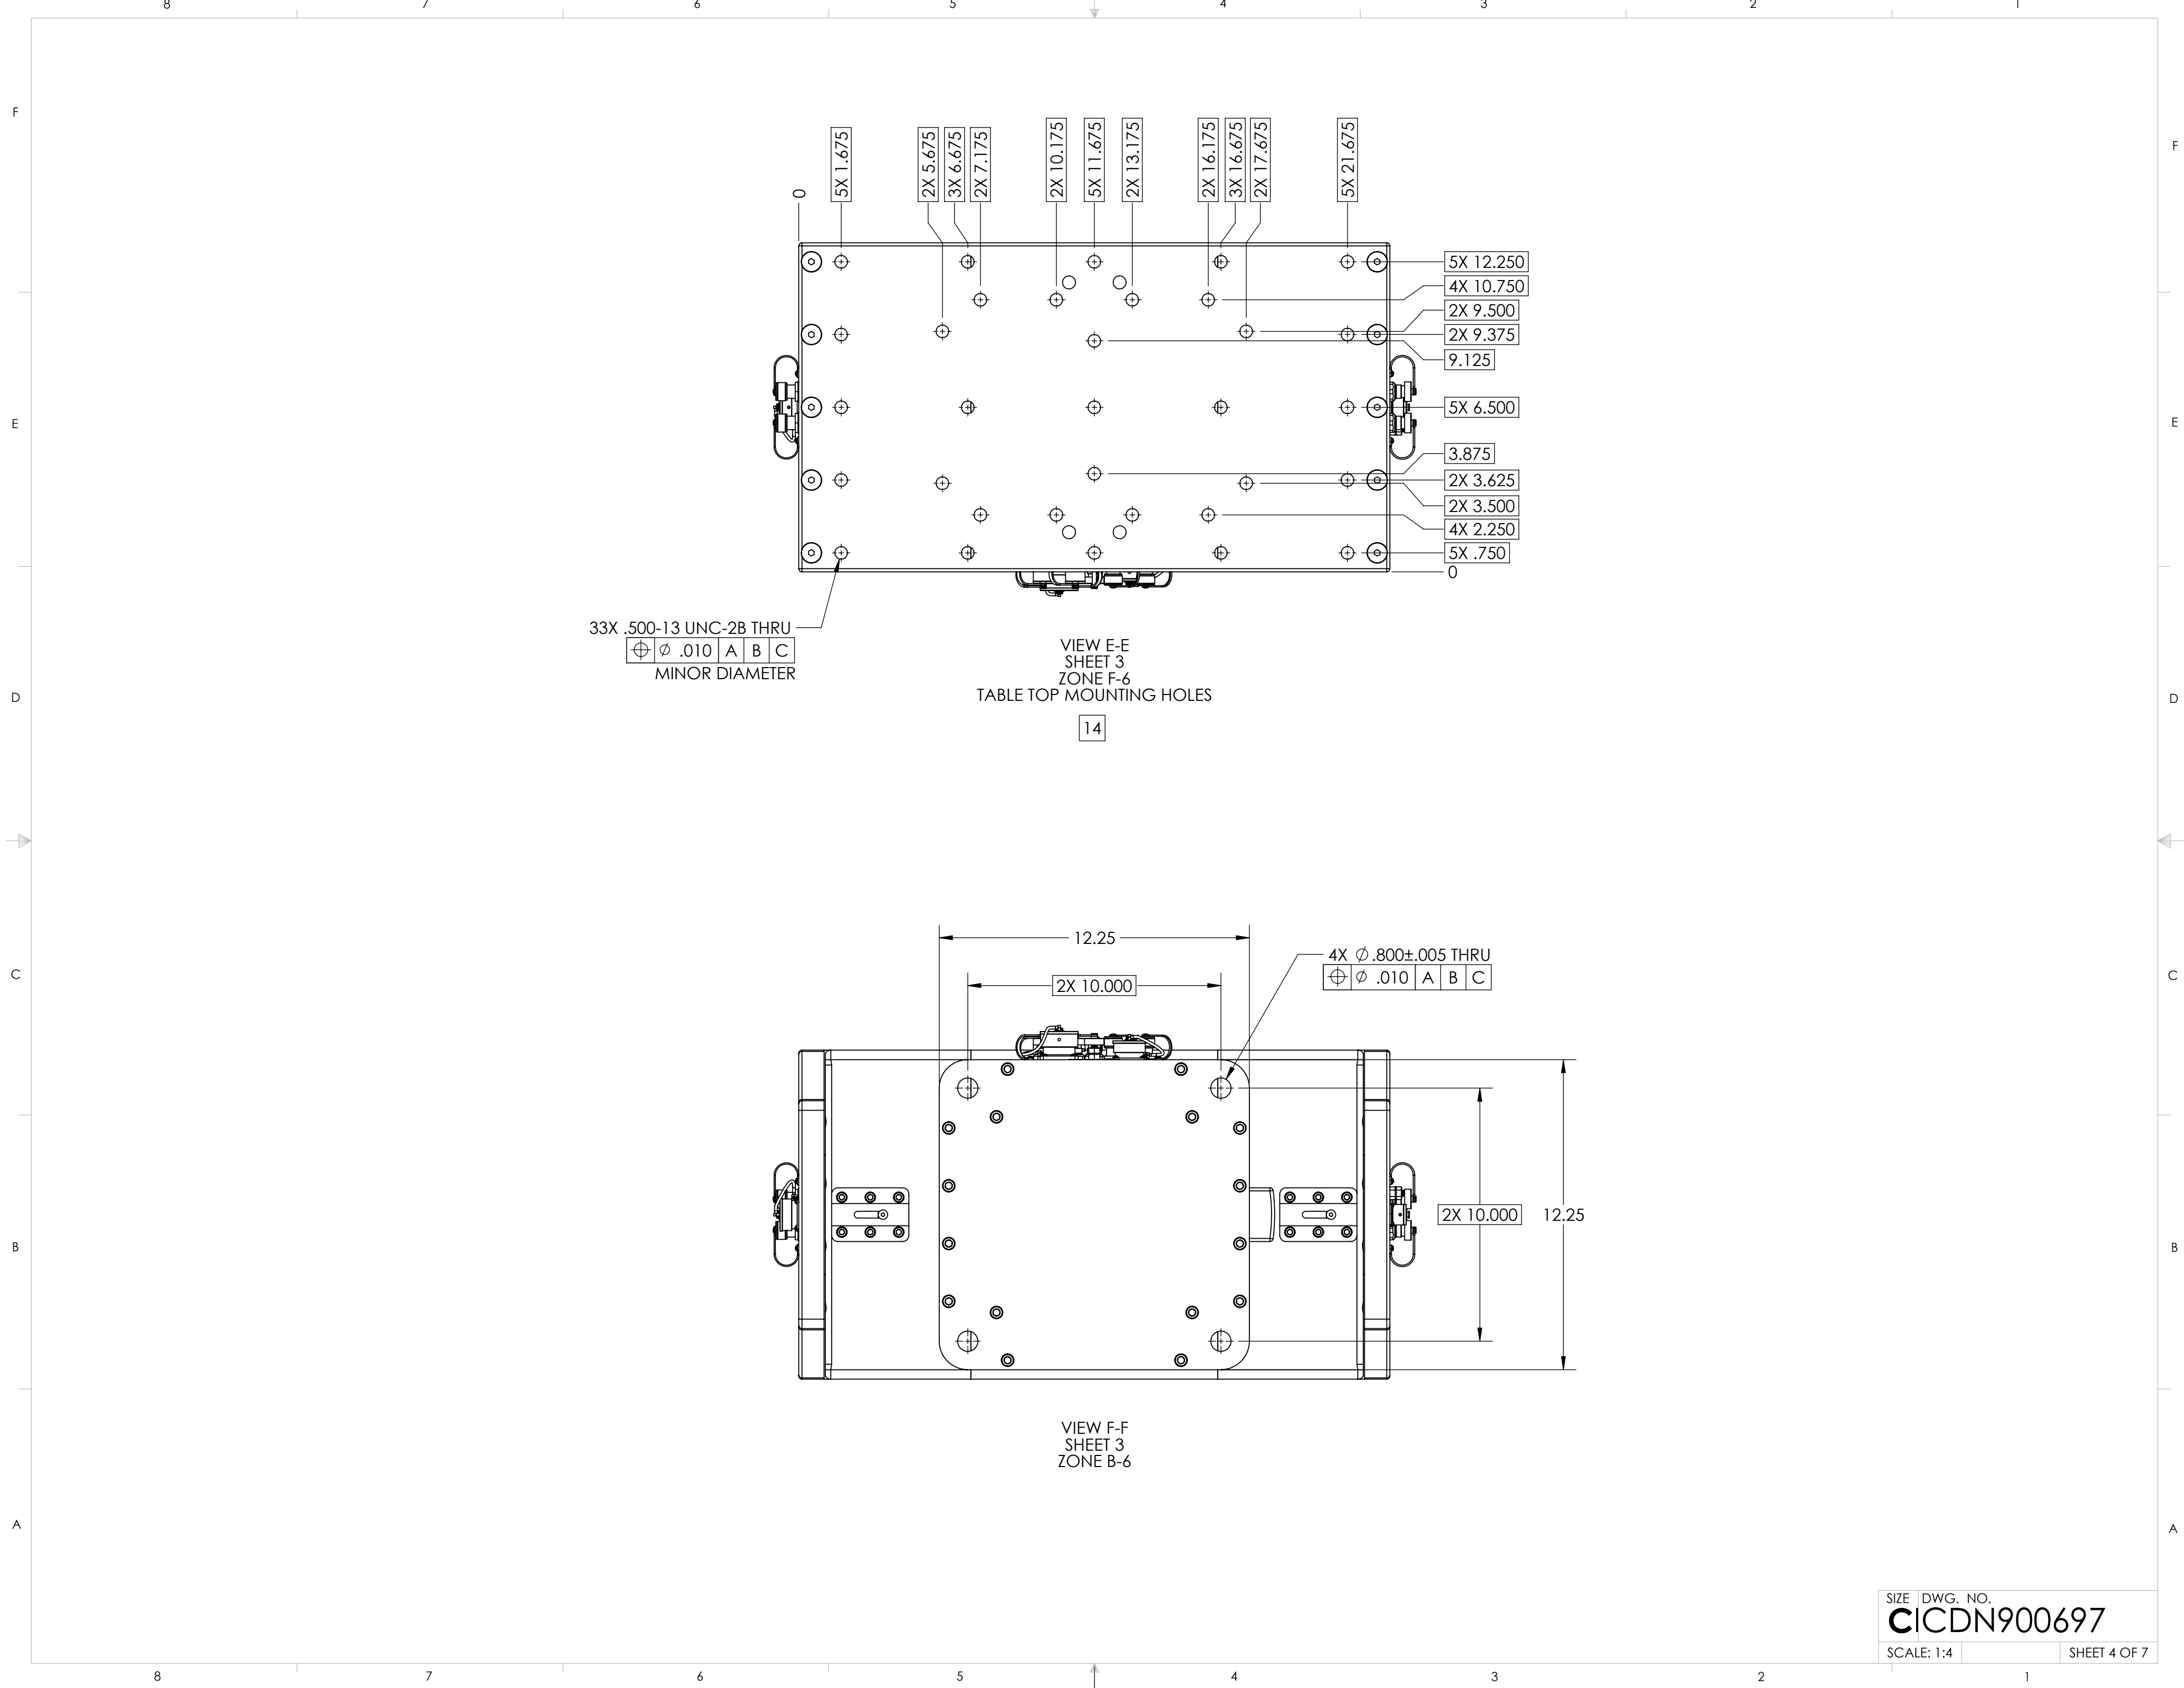 8 7 6 5 4 3 2 1
F
F
5X 1.675
2X 5.675
3X 6.675
2X 7.175
2X 10.175
5X 11.675
2X 13.175
2X 16.175
3X 16.675
2X 17.675
5X 21.675
0
5X 12.250
4X 10.750
2X 9.500
2X 9.375
9.125
E
5X 6.500
E
3.875
2X 3.625
2X 3.500
4X 2.250
5X .750
0
33X .500-13 UNC-2B THRU
⌖ ⌀ .010 A B C
MINOR DIAMETER
VIEW E-E
SHEET 3
ZONE F-6
TABLE TOP MOUNTING HOLES
14
D
D
12.25
4X ⌀.800±.005 THRU
⌖ ⌀ .010 A B C
2X 10.000
C
C
2X 10.000
12.25
B
B
VIEW F-F
SHEET 3
ZONE B-6
A
A
SIZE DWG. NO.
C ICDN900697
SCALE: 1:4 SHEET 4 OF 7
8 7 6 5 4 3 2 1